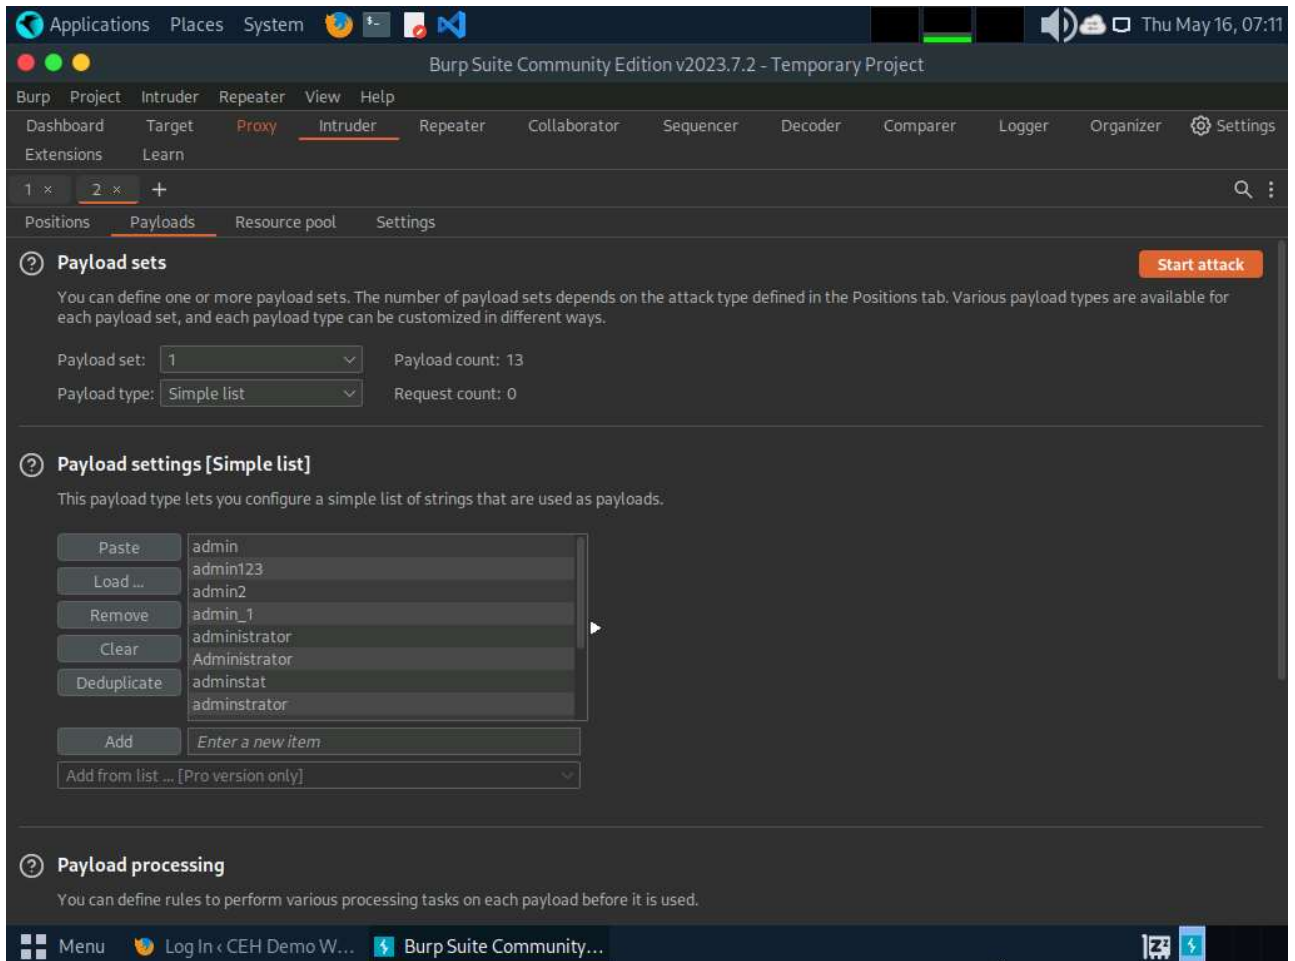 Applications Places System Thu May 16, 07:11
Burp Suite Community Edition v2023.7.2 - Temporary Project
Burp Project Intruder Repeater View Help
Dashboard Target Proxy Intruder Repeater Collaborator Sequencer Decoder Comparer Logger Organizer Settings
Extensions Learn
1 × 2 × +
Positions Payloads Resource pool Settings
? Payload sets Start attack
You can define one or more payload sets. The number of payload sets depends on the attack type defined in the Positions tab. Various payload types are available for
each payload set, and each payload type can be customized in different ways.
Payload set: 1 Payload count: 13
Payload type: Simple list Request count: 0
? Payload settings [Simple list]
This payload type lets you configure a simple list of strings that are used as payloads.
Paste admin
admin123
Load ... admin2
Remove admin_1
administrator
Clear Administrator
Deduplicate adminstat
adminstrator
Add Enter a new item
Add from list ... [Pro version only]
? Payload processing
You can define rules to perform various processing tasks on each payload before it is used.
Menu Log In ‹ CEH Demo W... Burp Suite Community...